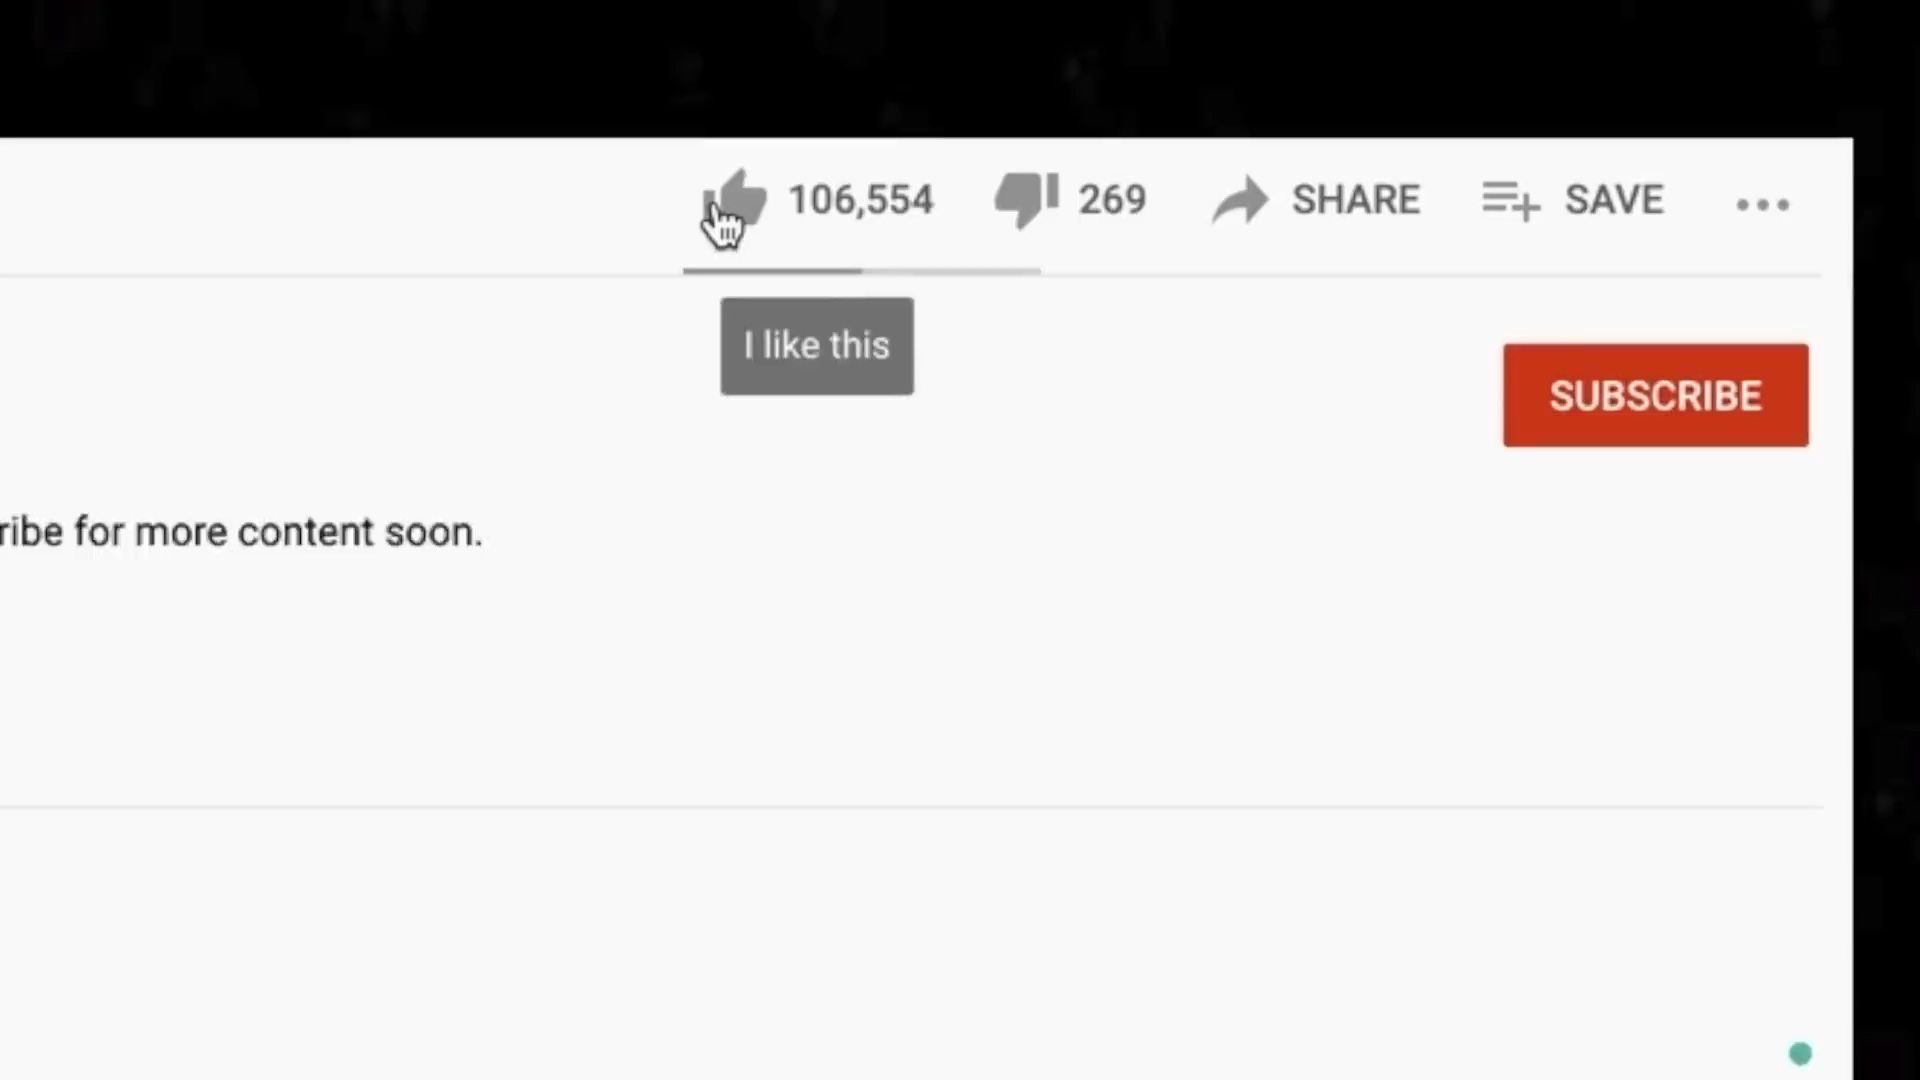 106,554 269 SHARE SAVE
I like this
SUBSCRIBE
ribe for more content soon.